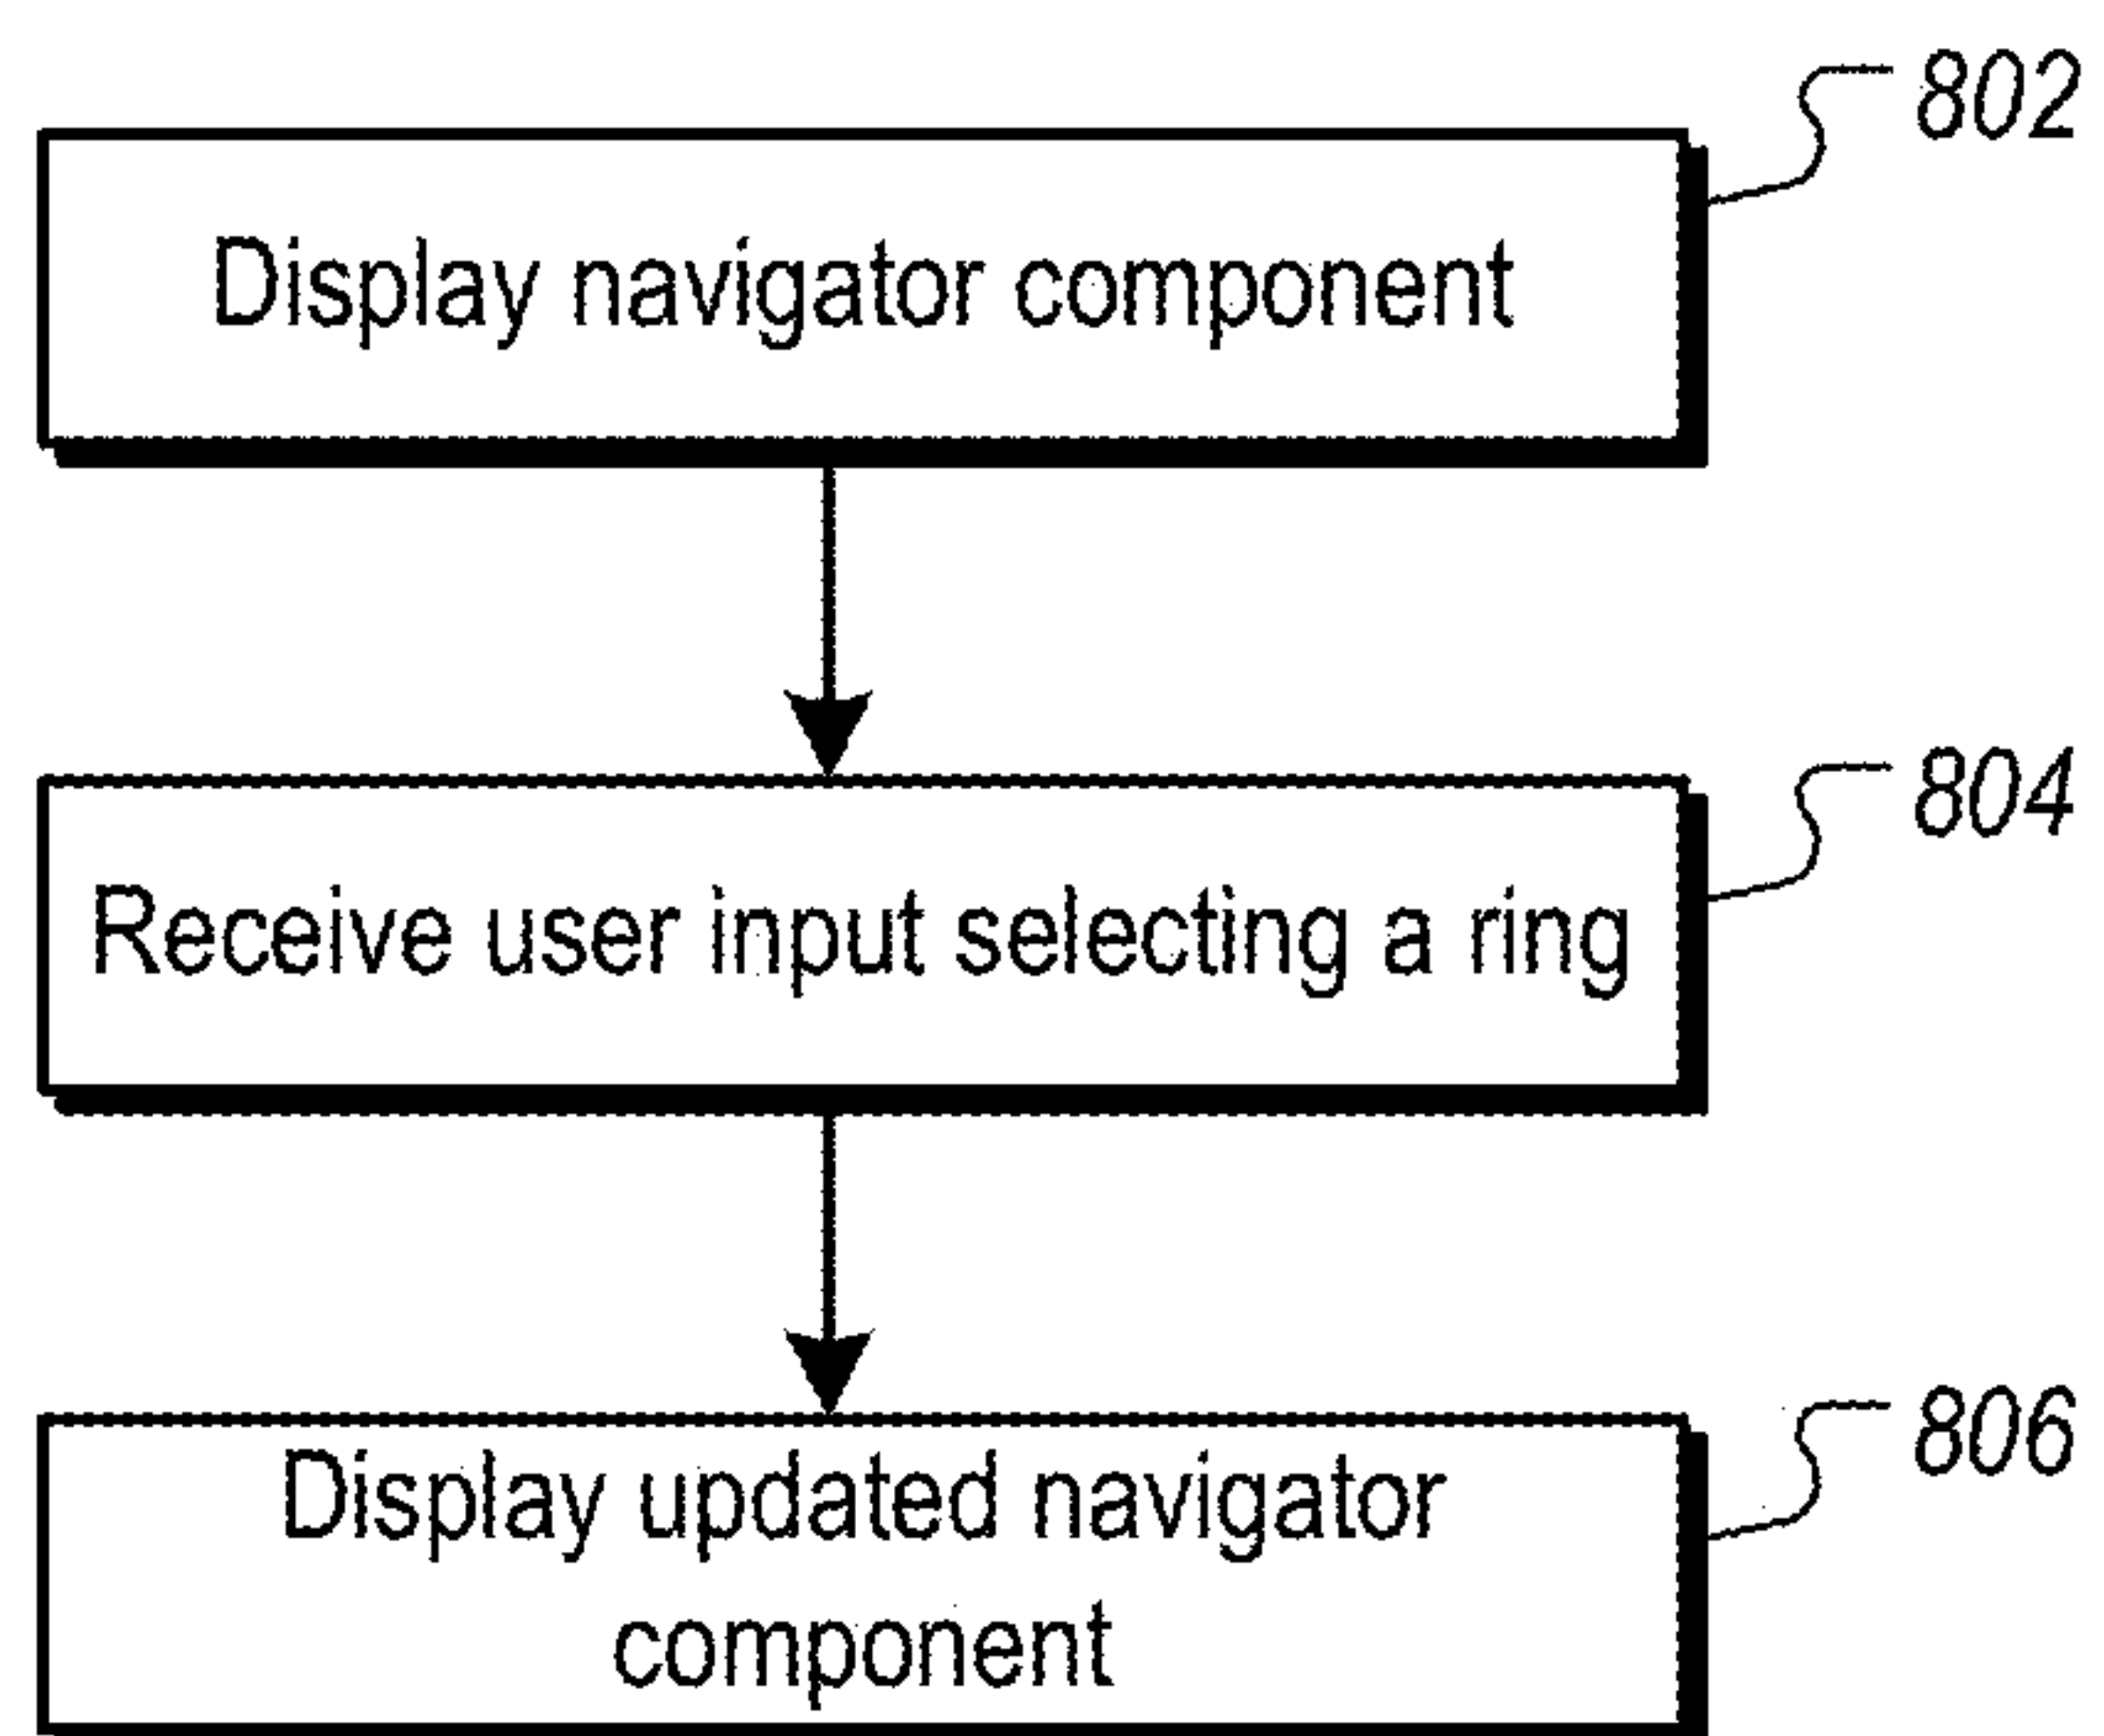 802
Display navigator component
804
Receive user input selecting a ring
806
Display updated navigator
component